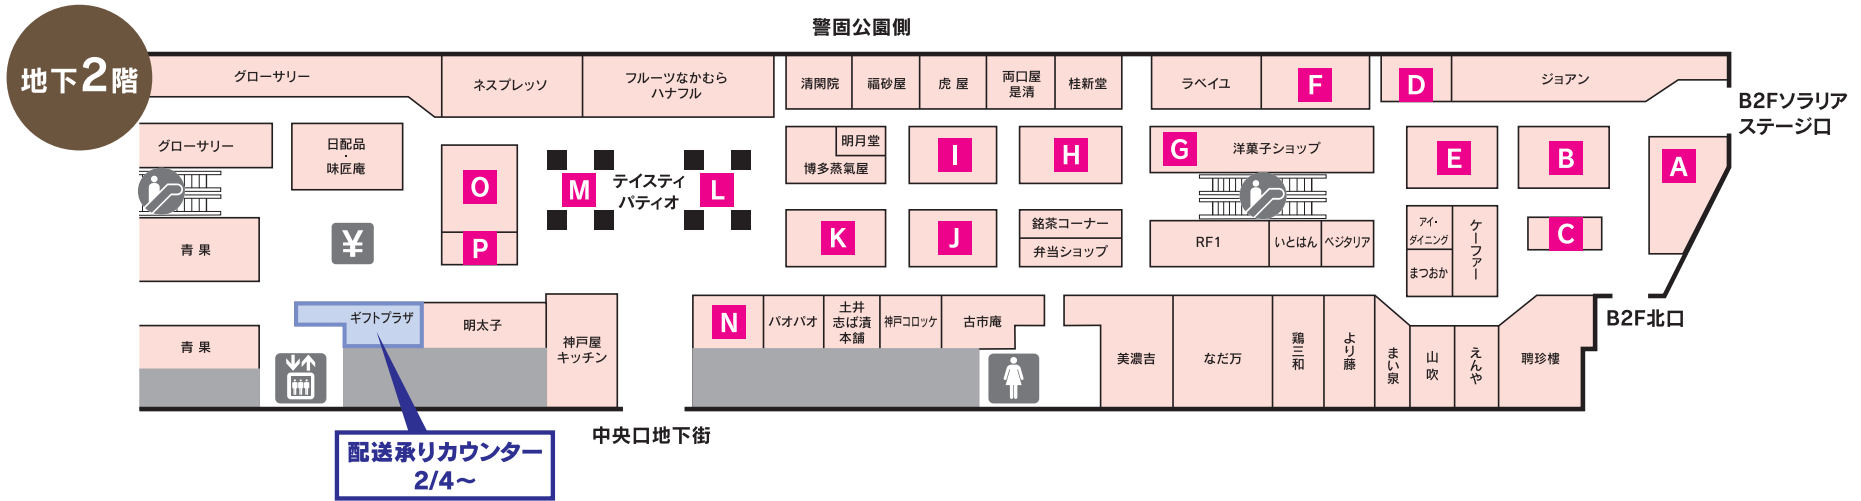 地下2階
警固公園側
グローサリー
ネスプレッソ
フルーツなかむら
ハナフル
清閑院
福砂屋
虎屋
両口屋
是清
桂新堂
ラベイユ
F
D
ジョアン
B2Fソラリア
ステージ口
グローサリー
日配品
・
味匠庵
O
P
M
テイスティ
パティオ
L
明月堂
博多蒸氣屋
I
H
G
洋菓子ショップ
E
B
A
青果
¥
K
J
銘茶コーナー
弁当ショップ
RF1
いとはん
ベジタリア
アイ・
ダイニング
まつおか
ケーファー
C
ギフトプラザ
明太子
神戸屋
キッチン
N
パオパオ
土井
志ば漬
本舗
神戸コロッケ
古市庵
B2F北口
青果
美濃吉
なだ万
鶏三和
より藤
まい泉
山吹
えんや
聘珍樓
中央口地下街
配送承りカウンター
2/4～